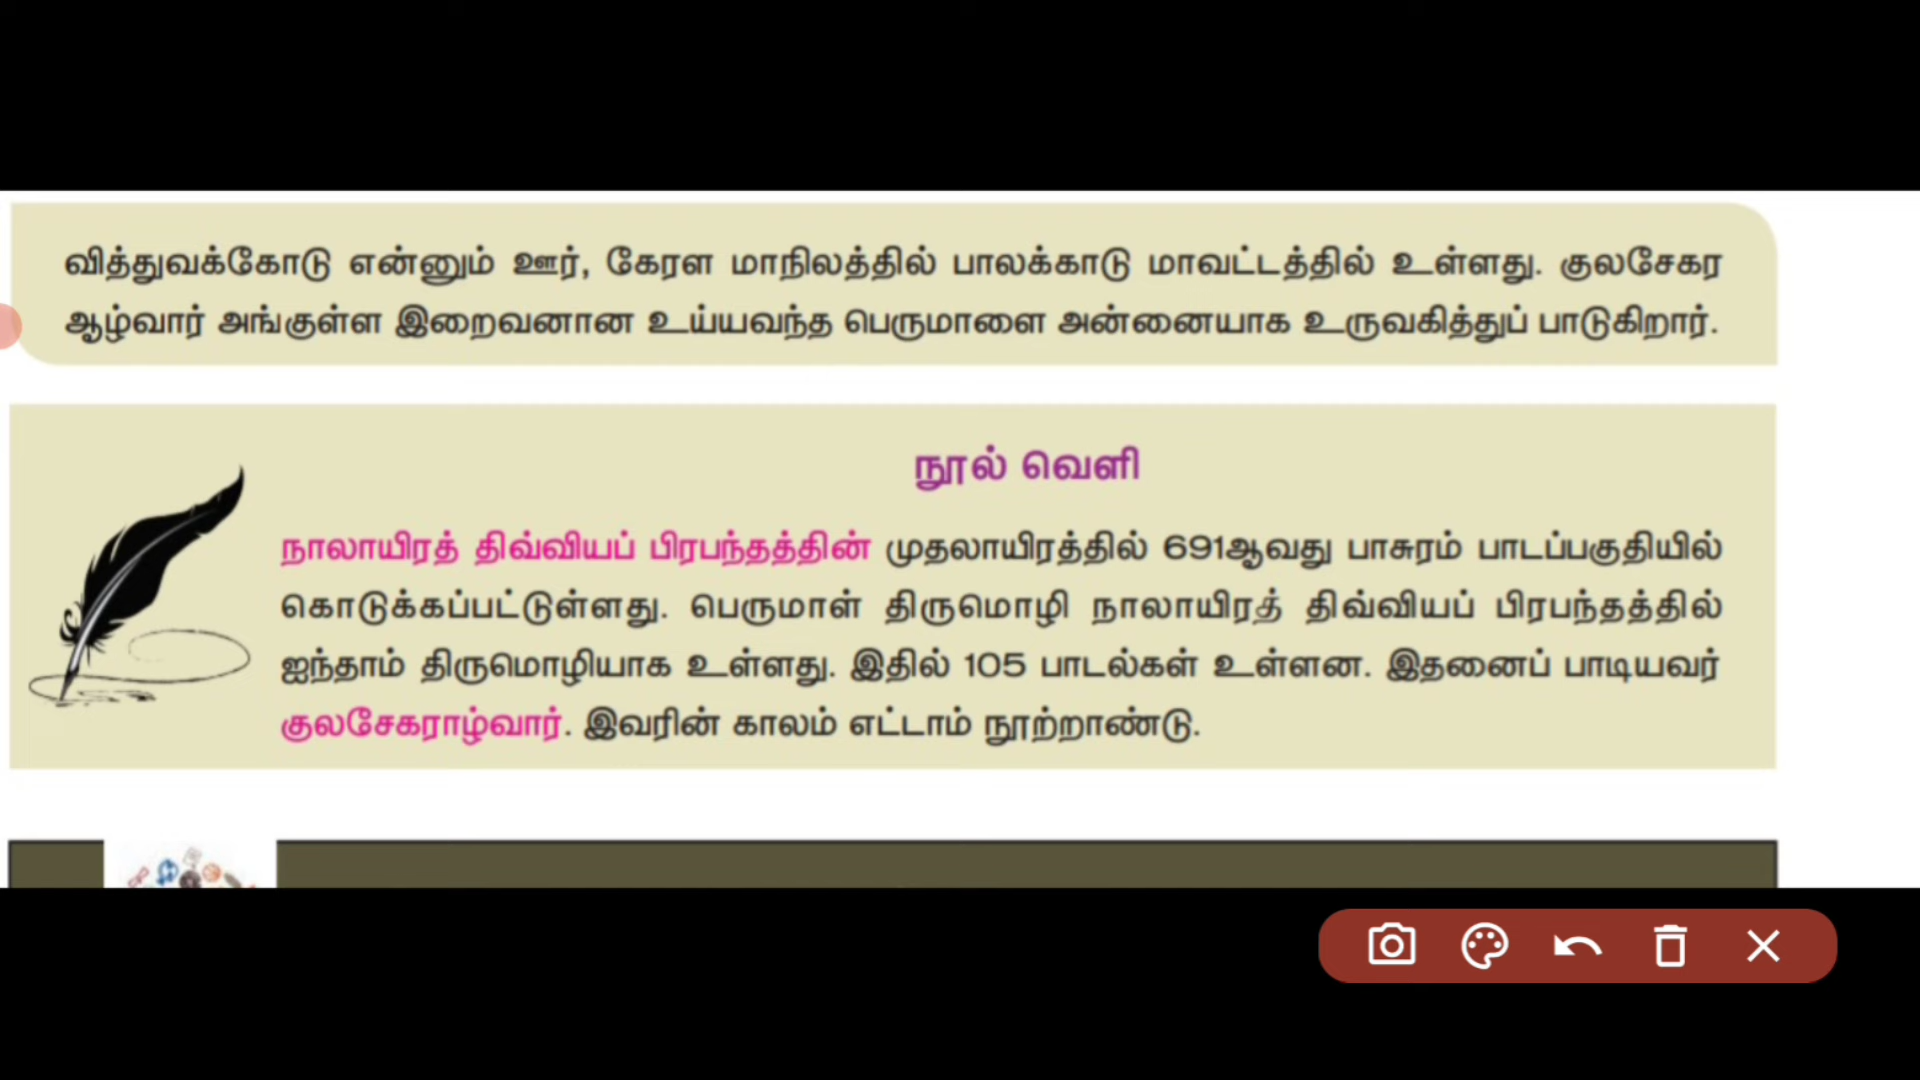 வித்துவக்கோடு என்னும் ஊர், கேரள மாநிலத்தில் பாலக்காடு மாவட்டத்தில் உள்ளது. குலசேகர
ஆழ்வார் அங்குள்ள இறைவனான உய்யவந்த பெருமாளை அன்னையாக உருவகித்துப் பாடுகிறார்.
நூல் வெளி
நாலாயிரத் திவ்வியப் பிரபந்தத்தின் முதலாயிரத்தில் 691ஆவது பாசுரம் பாடப்பகுதியில்
கொடுக்கப்பட்டுள்ளது. பெருமாள் திருமொழி நாலாயிரத் திவ்வியப் பிரபந்தத்தில்
ஐந்தாம் திருமொழியாக உள்ளது. இதில் 105 பாடல்கள் உள்ளன. இதனைப் பாடியவர்
குலசேகராழ்வார். இவரின் காலம் எட்டாம் நூற்றாண்டு.